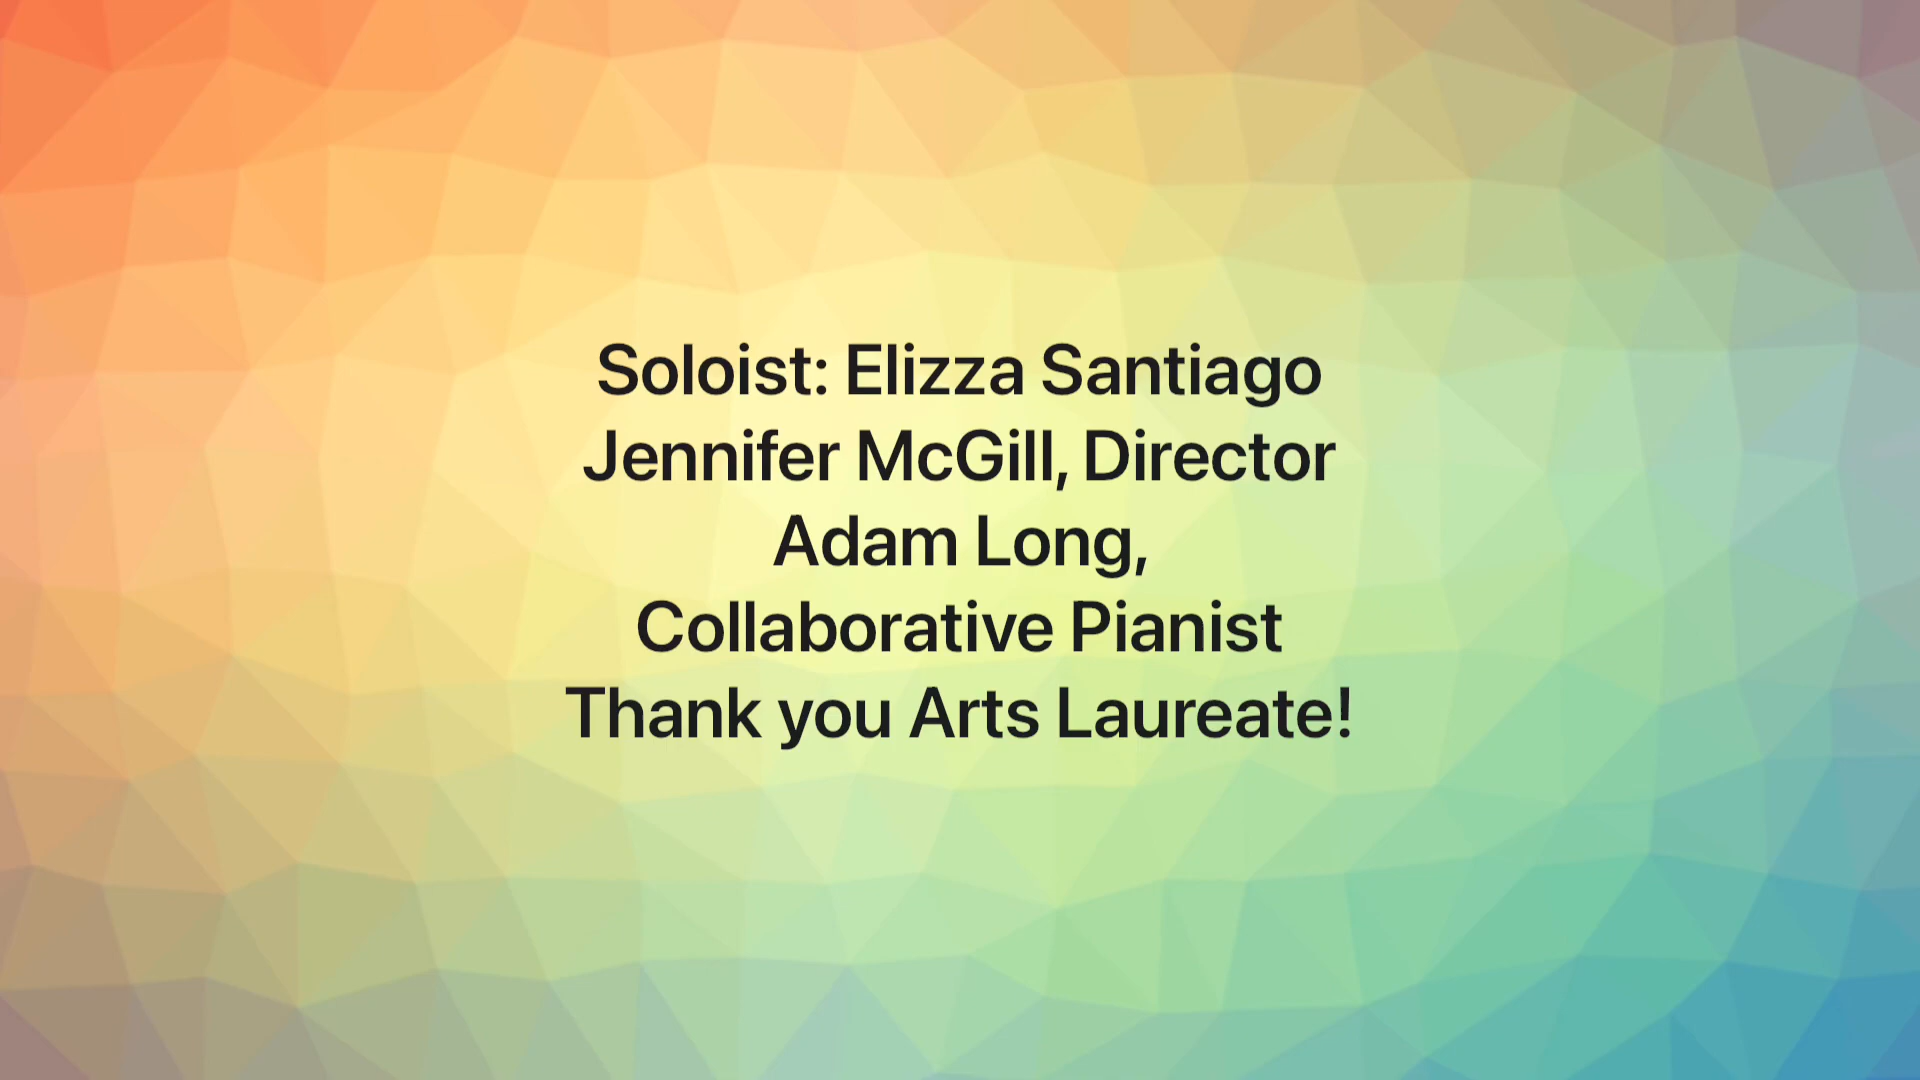 Soloist: Elizza Santiago
Jennifer McGill, Director
Adam Long,
Collaborative Pianist
Thank you Arts Laureate!